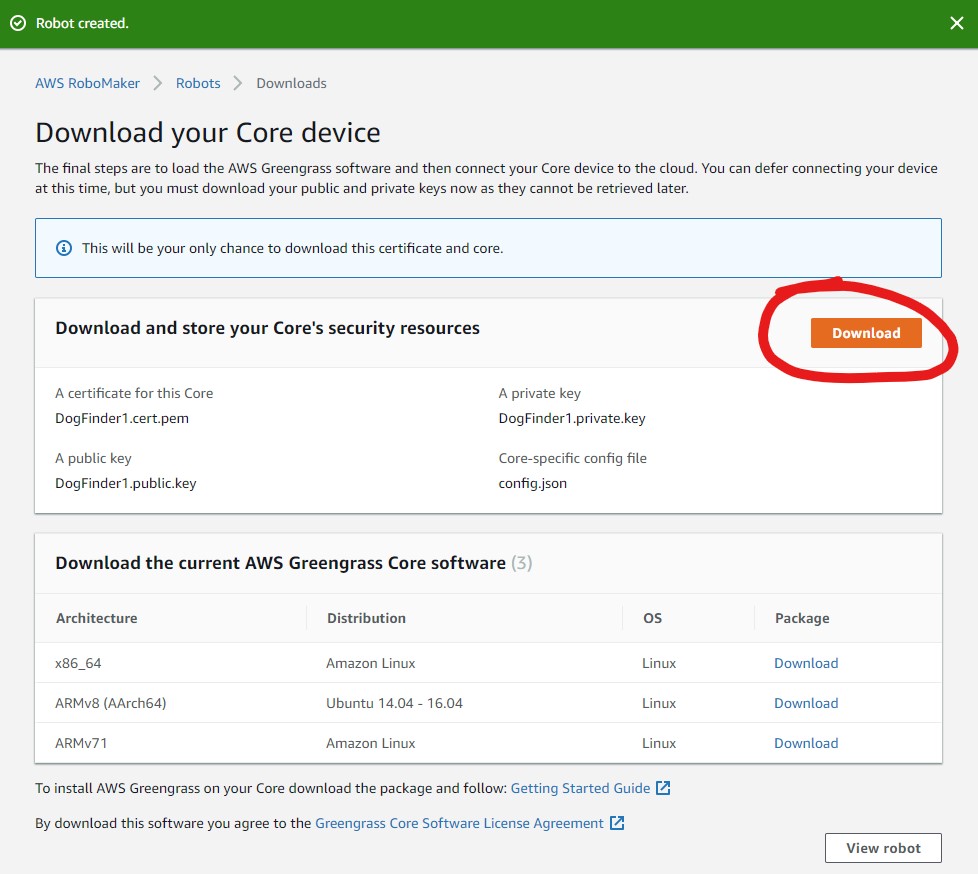 Robot created.
AWS RoboMaker > Robots > Downloads
Download your Core device
The final steps are to load the AWS Greengrass software and then connect your Core device to the cloud. You can defer connecting your device
at this time, but you must download your public and private keys now as they cannot be retrieved later.
This will be your only chance to download this certificate and core.
Download and store your Core's security resources
Download
A certificate for this Core
A private key
DogFinder1.cert.pem
DogFinder1.private.key
A public key
Core-specific config file
DogFinder1.public.key
config.json
Download the current AWS Greengrass Core software (3)
Architecture Distribution OS Package
x86_64 Amazon Linux Linux Download
ARMv8 (AArch64) Ubuntu 14.04 - 16.04 Linux Download
ARMv71 Amazon Linux Linux Download
To install AWS Greengrass on your Core download the package and follow: Getting Started Guide
By download this software you agree to the Greengrass Core Software License Agreement
View robot